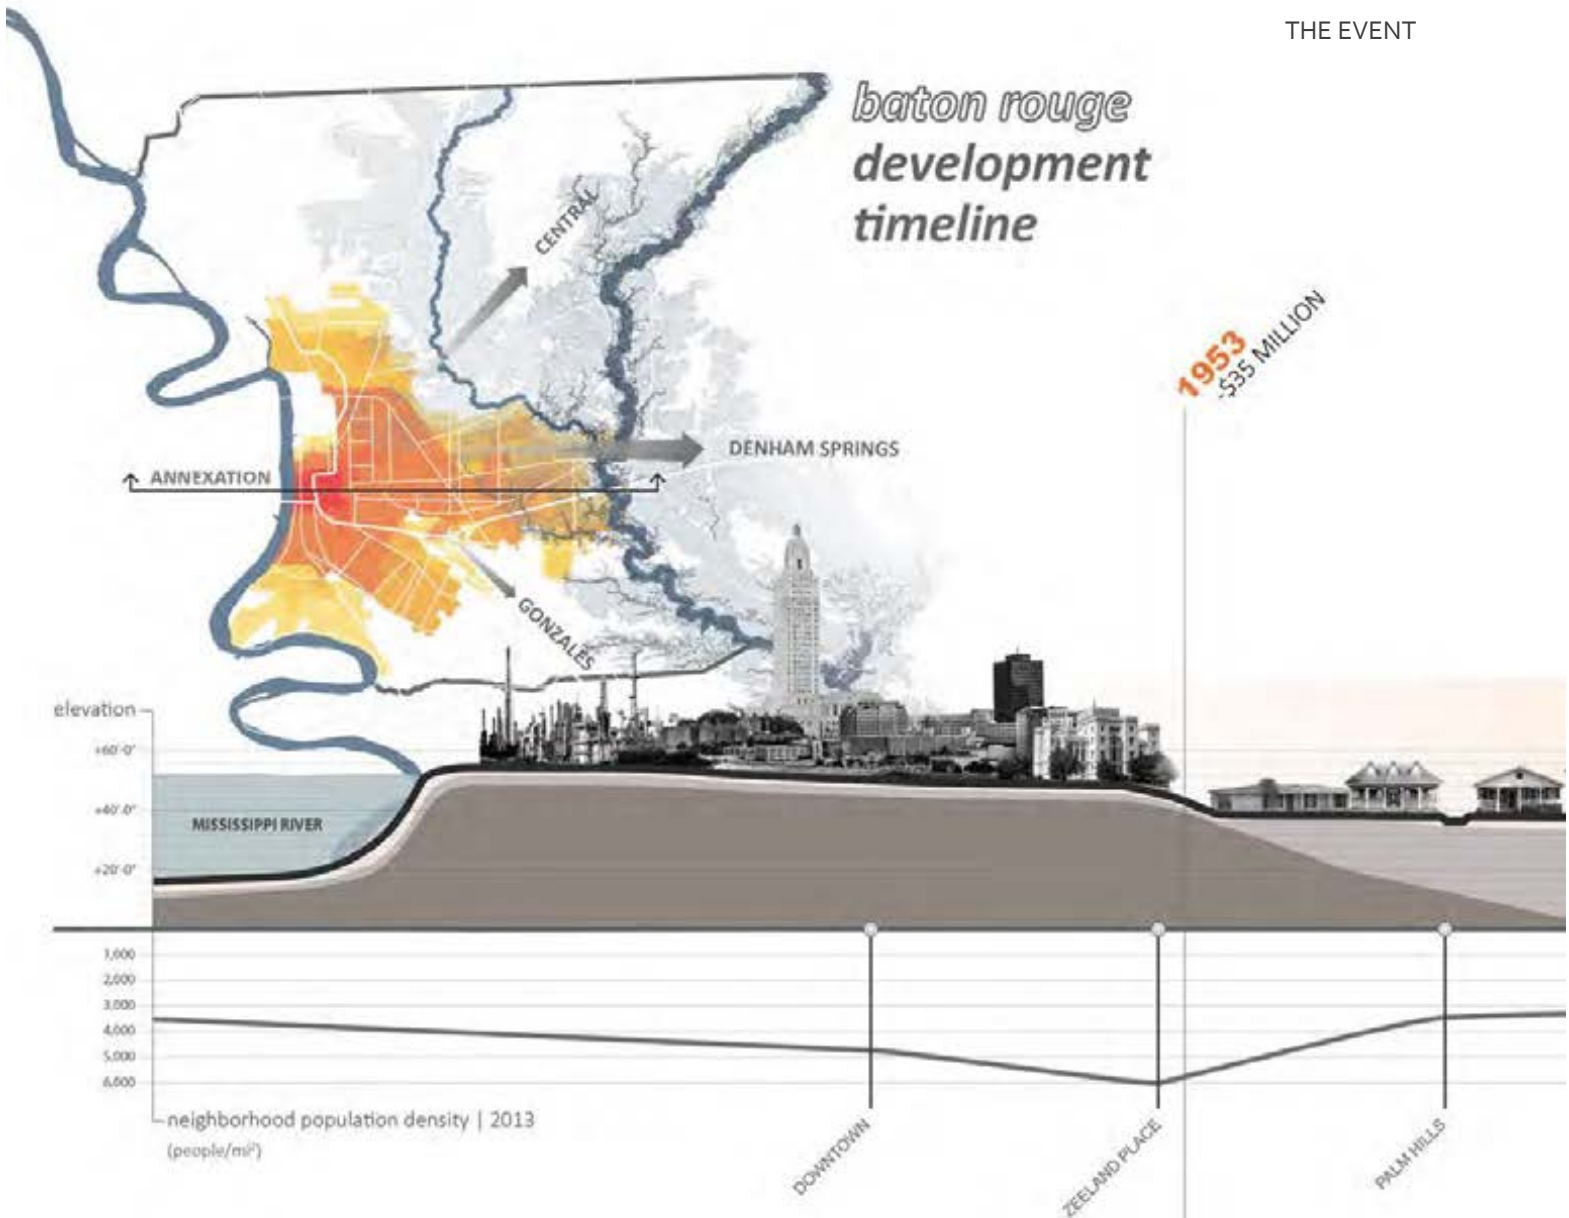 THE EVENT
baton rouge
development
timeline
CENTRAL
1953
-$35 MILLION
DENHAM SPRINGS
ANNEXATION
GONZALES
elevation
+60'-0"
+40'-0"
MISSISSIPPI RIVER
+20'-0"
1,000
2,000
3,000
4,000
5,000
6,000
neighborhood population density | 2013
(people/mi²)
DOWNTOWN
ZEELAND PLACE
PALM HILLS